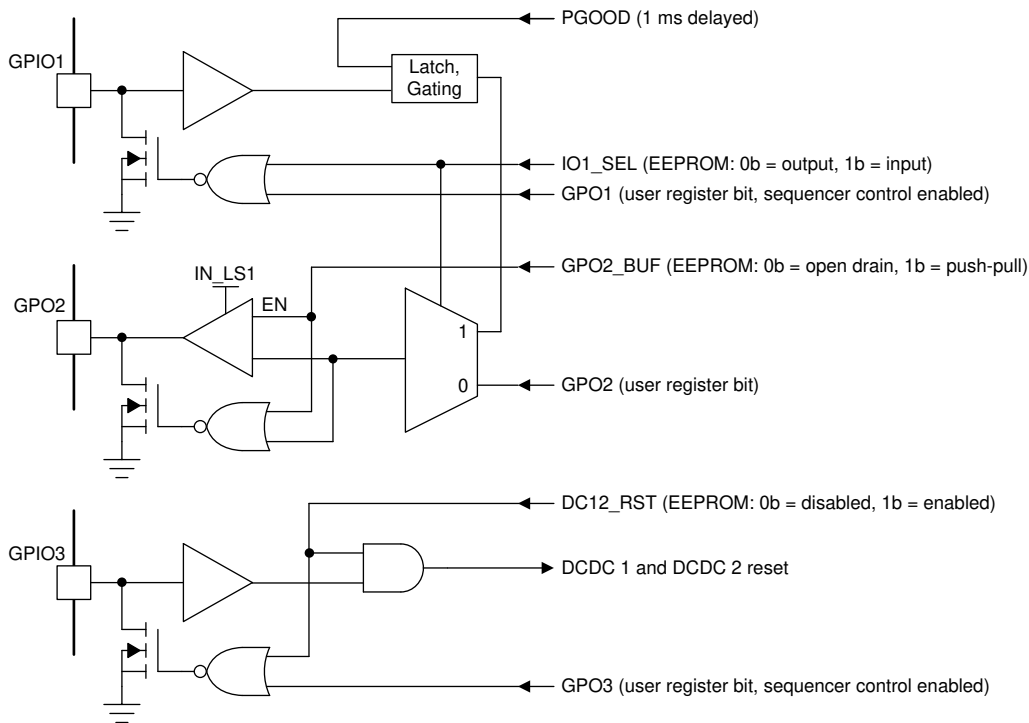 PGOOD (1 ms delayed)
GPIO1
Latch,
Gating
IO1_SEL (EEPROM: 0b = output, 1b = input)
GPO1 (user register bit, sequencer control enabled)
GPO2_BUF (EEPROM: 0b = open drain, 1b = push-pull)
IN_LS1
GPO2
EN
1
0
GPO2 (user register bit)
DC12_RST (EEPROM: 0b = disabled, 1b = enabled)
GPIO3
DCDC 1 and DCDC 2 reset
GPO3 (user register bit, sequencer control enabled)